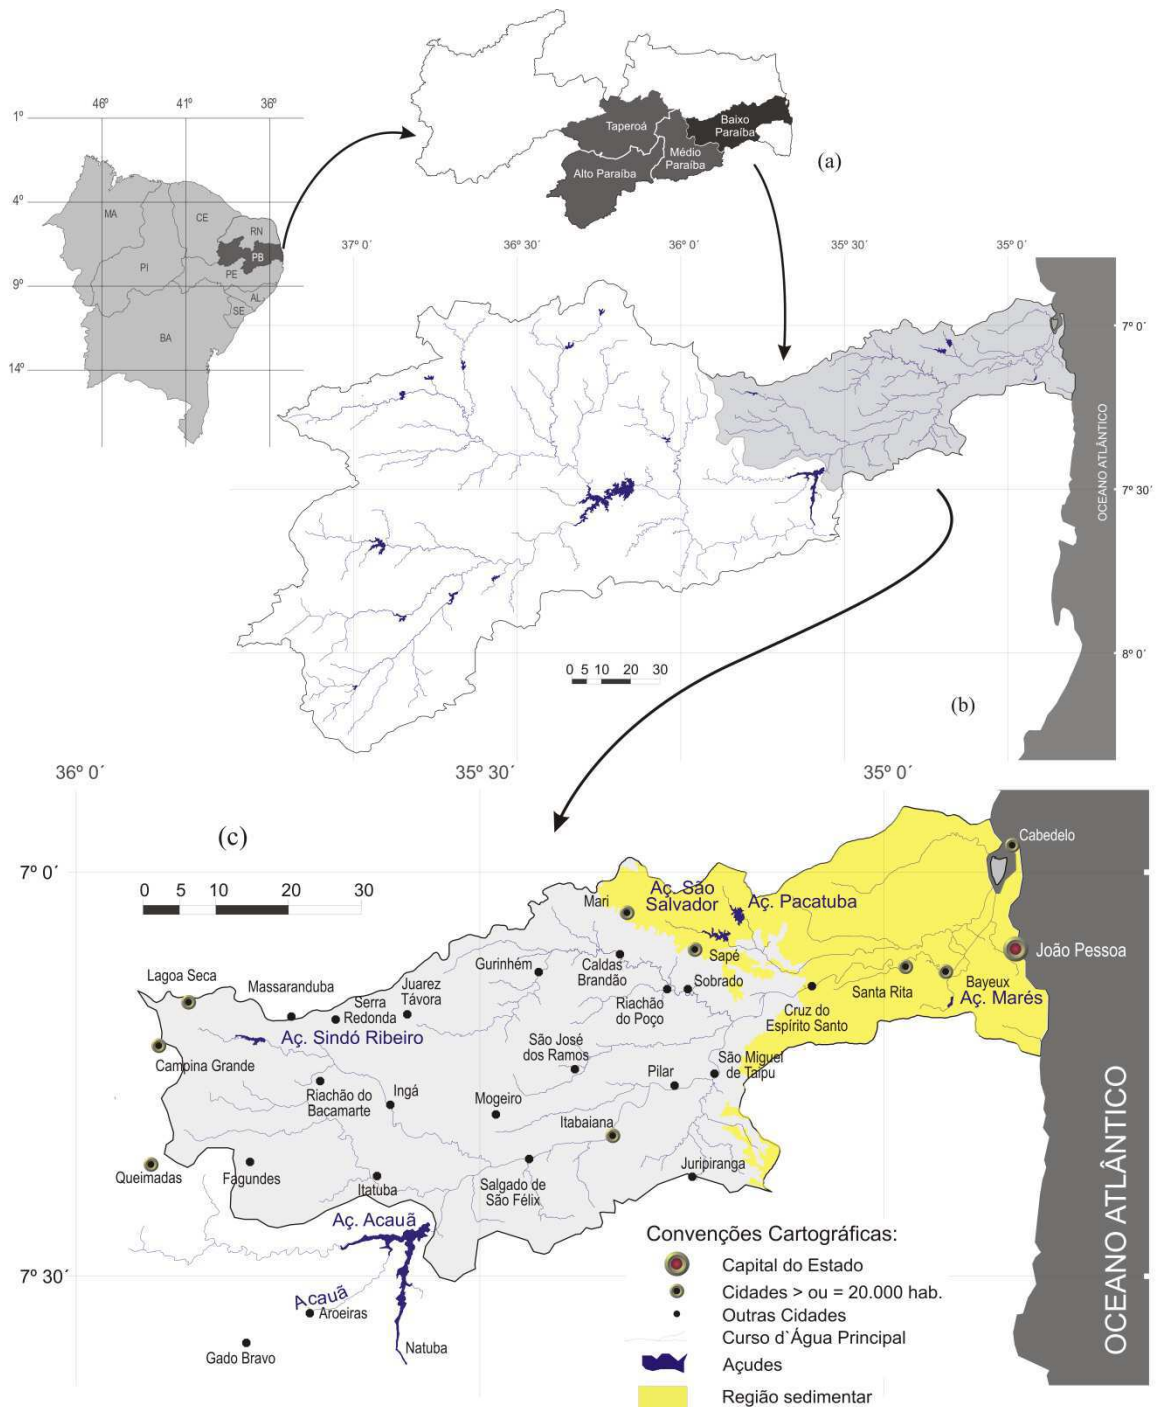 46º
41º
36º
1º
4º
9º
14º
MA
CE
RN
PB
PI
PE
AL
SE
BA
Taperoá
Baixo
Paraíba
Médio
Paraíba
Alto Paraíba
(a)
37º 0´
36º 30´
36º 0´
35º 30´
35º 0´
7º 0´
7º 30´
8º 0´
OCEANO ATLÂNTICO
0 5 10 20 30
(b)
36º 0´
35º 30´
35º 0´
(c)
7º 0´
7º 30´
0 5 10 20 30
Cabedelo
Mari
Aç. São
Salvador
Aç. Pacatuba
João Pessoa
Sapé
Lagoa Seca
Massaranduba
Serra
Redonda
Juarez
Távora
Gurinhém
Caldas
Brandão
Sobrado
Riachão
do Poço
Santa Rita
Bayeux
Aç. Marés
Cruz do
Espírito Santo
Aç. Sindó Ribeiro
Campina Grande
São José
dos Ramos
São Miguel
de Taipu
Pilar
Riachão do
Bacamarte
Ingá
Mogeiro
Itabaiana
Queimadas
Fagundes
Itatuba
Salgado de
São Félix
Juripiranga
Aç. Acauã
Acauã
Aroeiras
Gado Bravo
Natuba
OCEANO ATLÂNTICO
Convenções Cartográficas:
Capital do Estado
Cidades > ou = 20.000 hab.
Outras Cidades
Curso d`Água Principal
Açudes
Região sedimentar